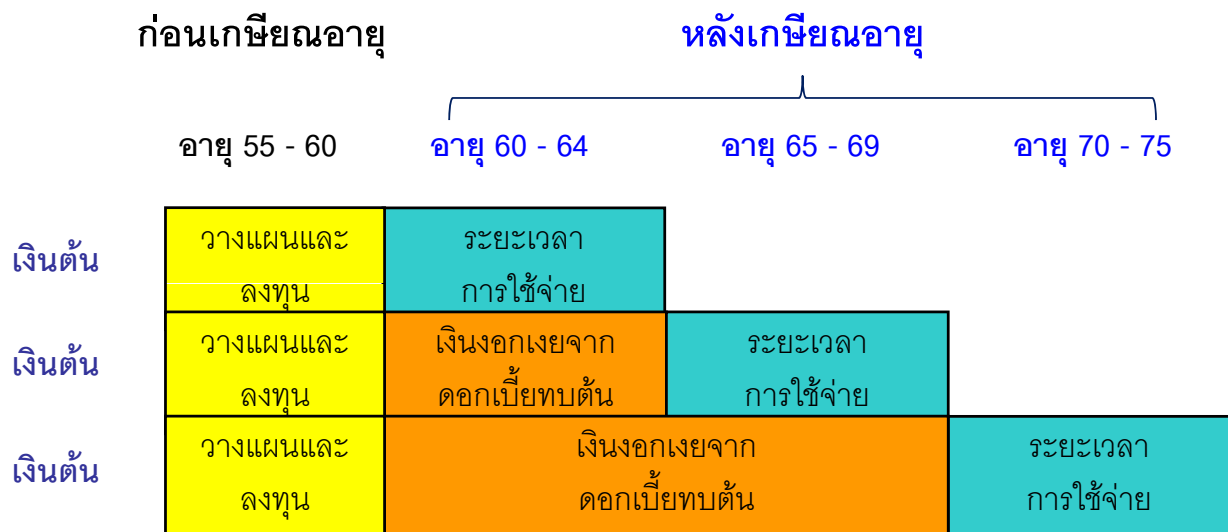 ก่อนเกษียณอายุ หลังเกษียณอายุ
อายุ 55 - 60 อายุ 60 - 64 อายุ 65 - 69 อายุ 70 - 75
เงินต้น
วางแผนและ
ลงทุน
ระยะเวลา
การใช้จ่าย
เงินต้น
วางแผนและ
ลงทุน
เงินงอกเงยจาก
ดอกเบี้ยทบต้น
ระยะเวลา
การใช้จ่าย
เงินต้น
วางแผนและ
ลงทุน
เงินงอกเงยจาก
ดอกเบี้ยทบต้น
ระยะเวลา
การใช้จ่าย